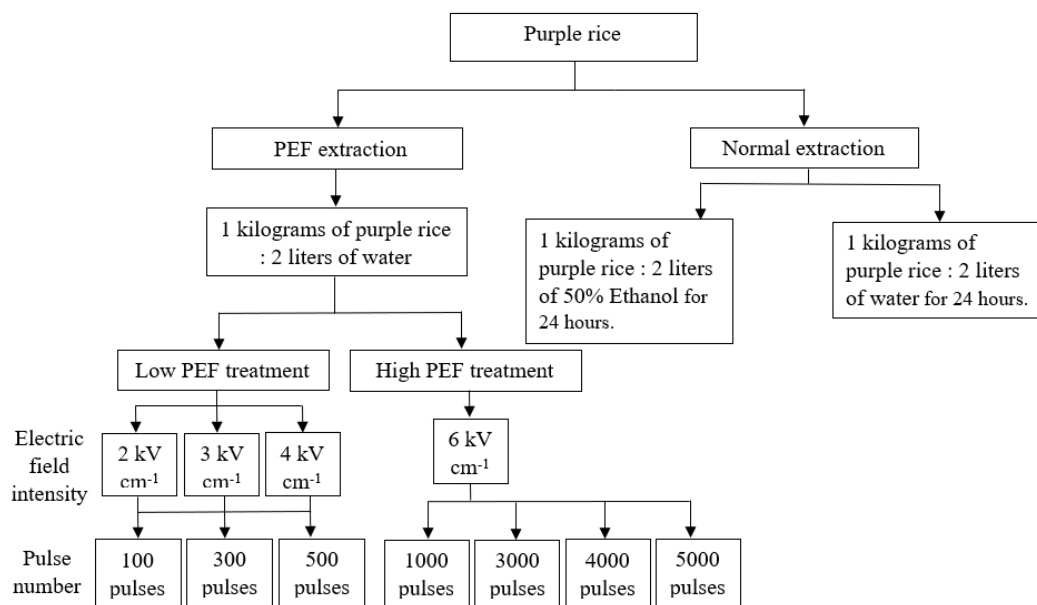 Purple rice
PEF extraction
Normal extraction
1 kilograms of purple rice
: 2 liters of water
1 kilograms of
purple rice : 2 liters
of 50% Ethanol for
24 hours.
1 kilograms of
purple rice : 2 liters
of water for 24 hours.
Low PEF treatment
High PEF treatment
Electric
field
intensity
2 kV
cm⁻¹
3 kV
cm⁻¹
4 kV
cm⁻¹
6 kV
cm⁻¹
Pulse
number
100
pulses
300
pulses
500
pulses
1000
pulses
3000
pulses
4000
pulses
5000
pulses